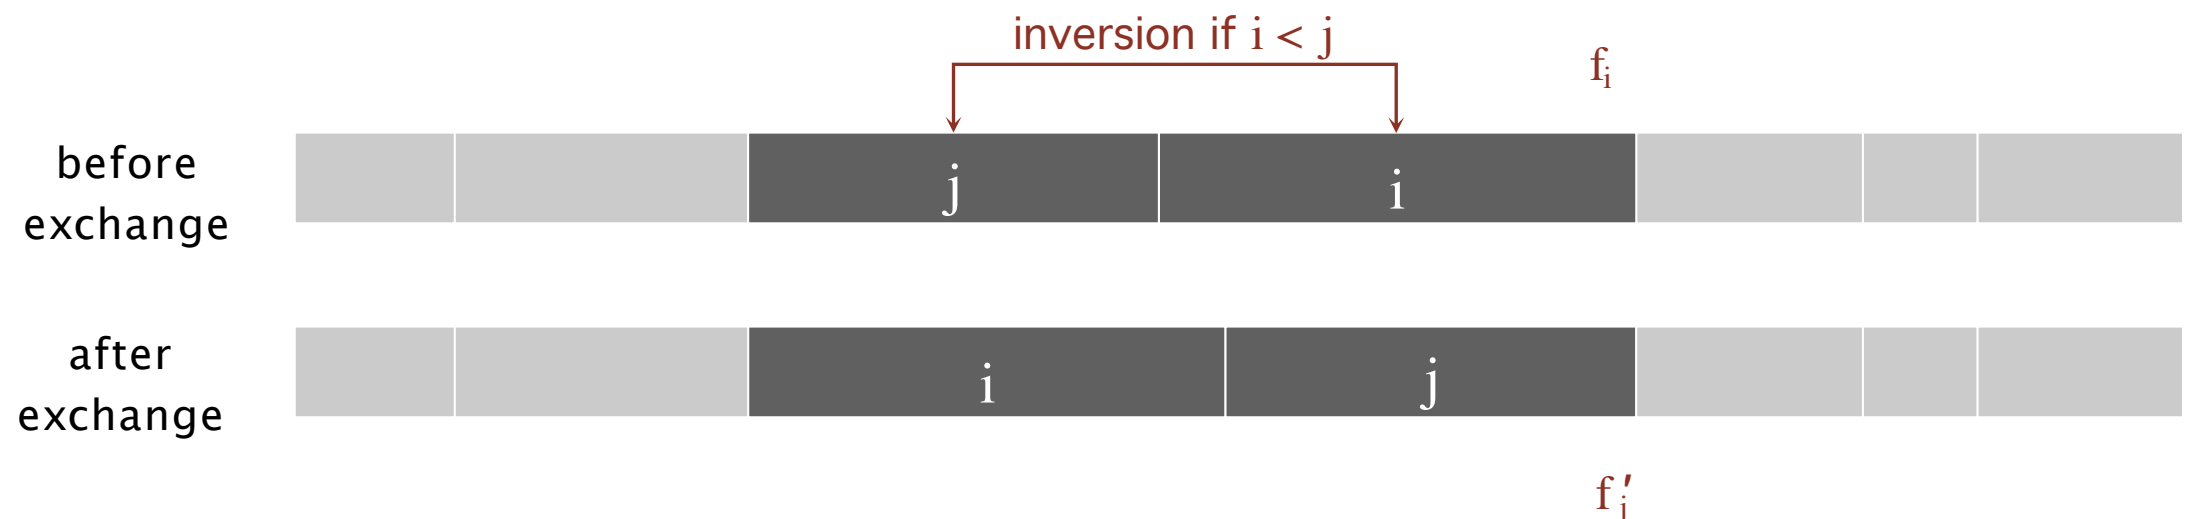 inversion if i < j
fᵢ
before
exchange
j i
after
exchange
i j
f′ⱼ